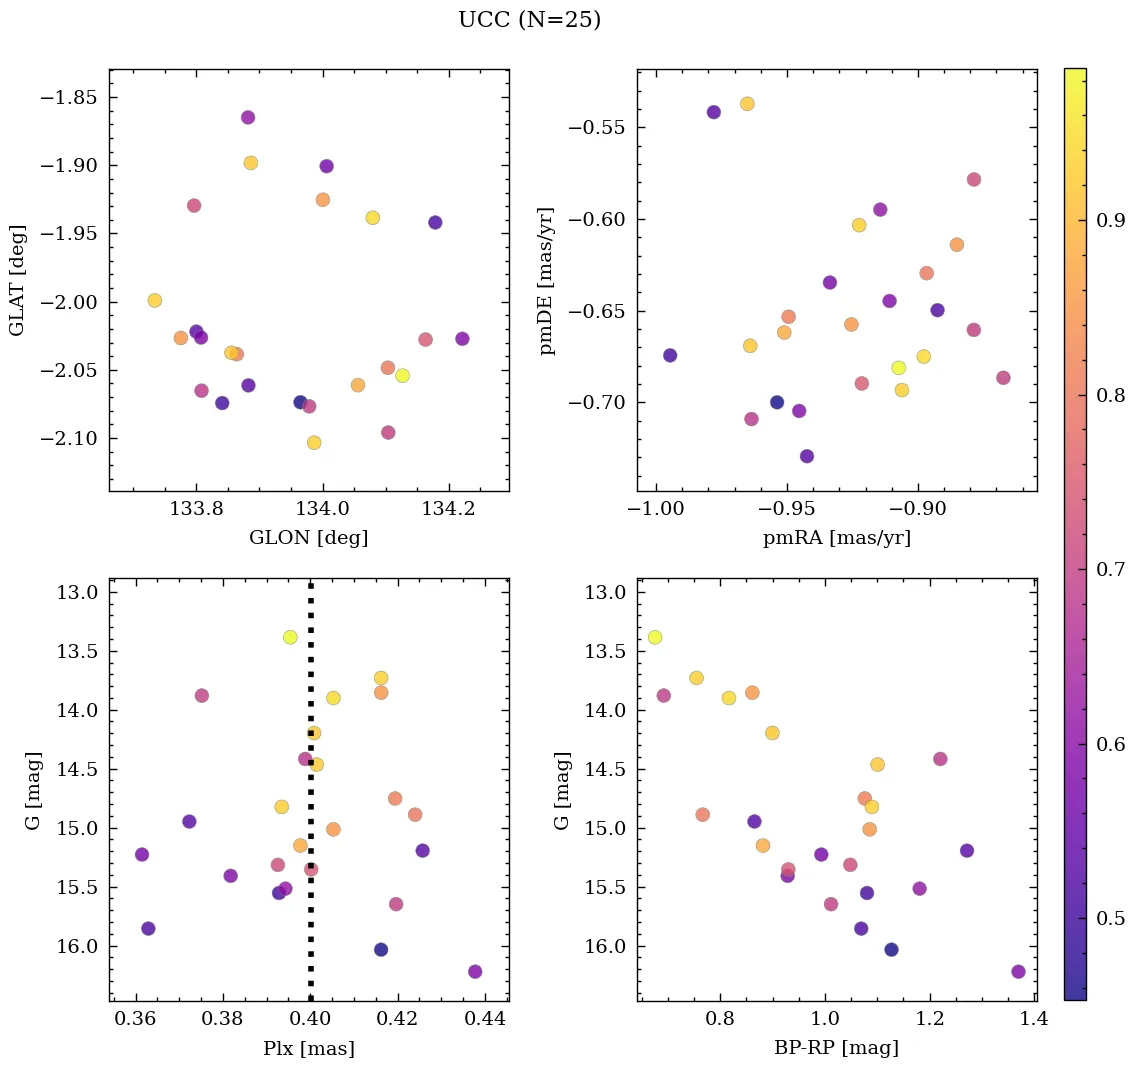 UCC (N=25)
−1.85
−1.90
−1.95
−2.00
−2.05
−2.10
GLAT [deg]
133.8 134.0 134.2
GLON [deg]
−0.55
−0.60
−0.65
−0.70
pmDE [mas/yr]
−1.00 −0.95 −0.90
pmRA [mas/yr]
0.9
0.8
0.7
0.6
0.5
13.0
13.5
14.0
14.5
15.0
15.5
16.0
G [mag]
0.36 0.38 0.40 0.42 0.44
Plx [mas]
13.0
13.5
14.0
14.5
15.0
15.5
16.0
G [mag]
0.8 1.0 1.2 1.4
BP-RP [mag]